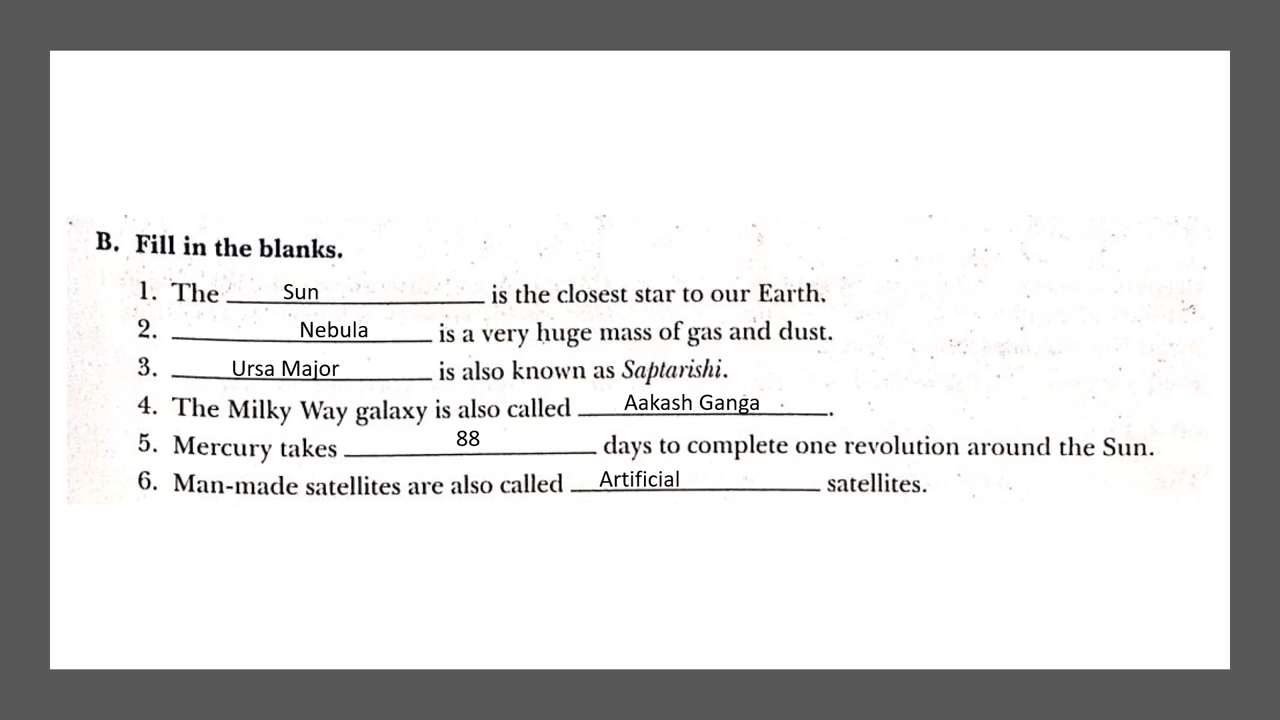 B. Fill in the blanks.
1. The Sun is the closest star to our Earth.
2. Nebula is a very huge mass of gas and dust.
3. Ursa Major is also known as Saptarishi.
4. The Milky Way galaxy is also called Aakash Ganga.
5. Mercury takes 88 days to complete one revolution around the Sun.
6. Man-made satellites are also called Artificial satellites.